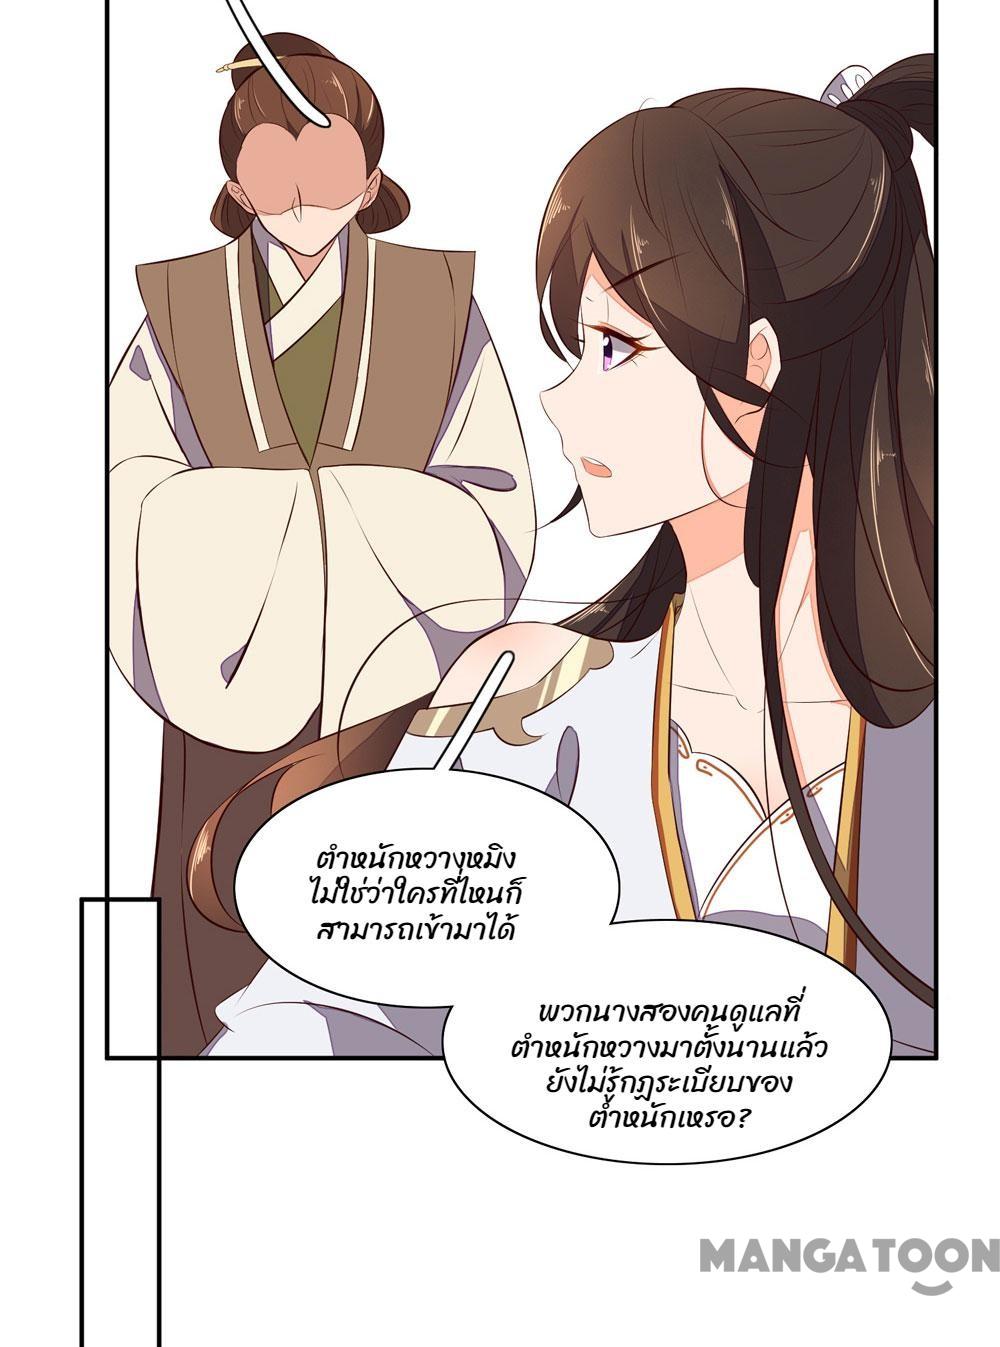 ตำหนักหวางหมิง
ไม่ใช่ว่าใครที่ไหนก็
สามารถเข้ามาได้
พวกนางสองคนดูแลที่
ตำหนักหวางมาตั้งนานแล้ว
ยังไม่รู้กฎระเบียบของ
ตำหนักเหรอ?
MANGATOON